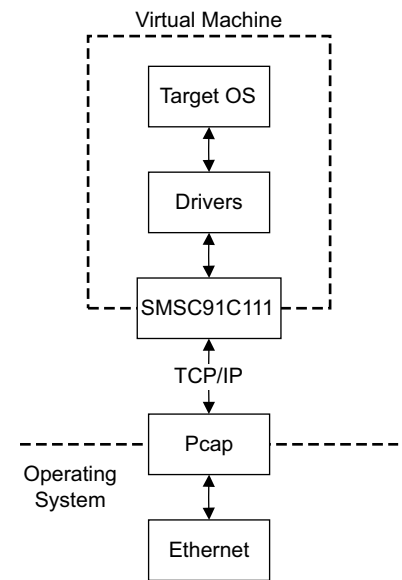 Virtual Machine
Target OS
Drivers
SMSC91C111
TCP/IP
Pcap
Operating
System
Ethernet